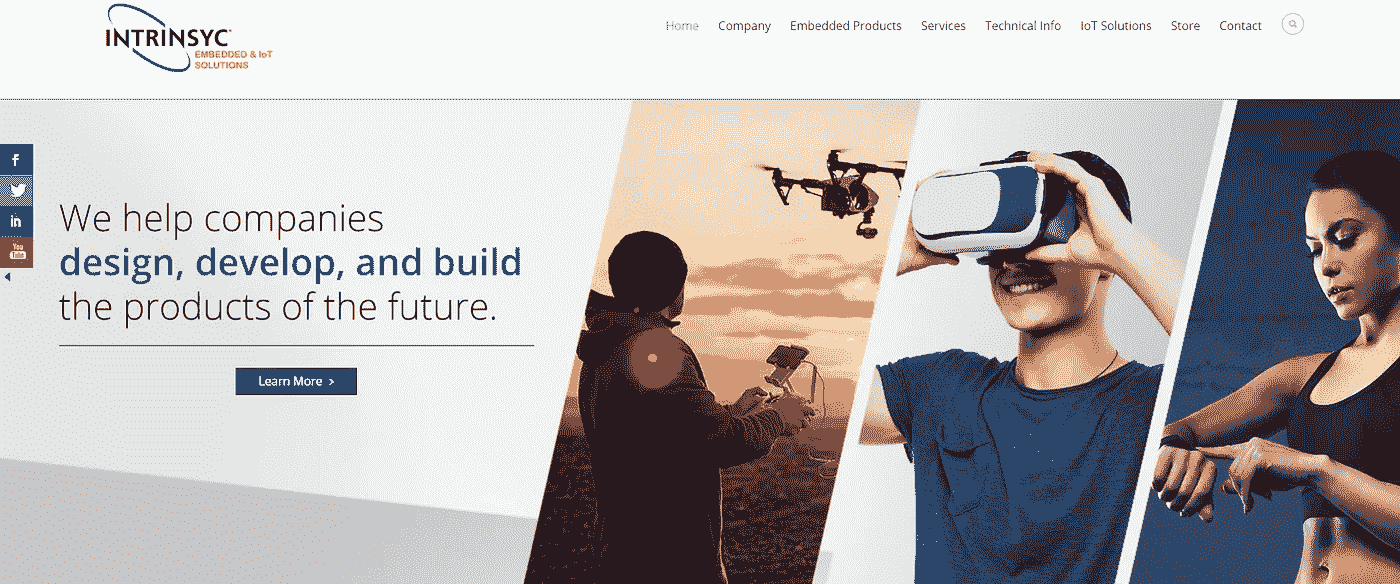 INTRINSYC
EMBEDDED & IoT
SOLUTIONS
Home Company Embedded Products Services Technical Info IoT Solutions Store Contact
f
in
You
Tube
We help companies
design, develop, and build
the products of the future.
Learn More >